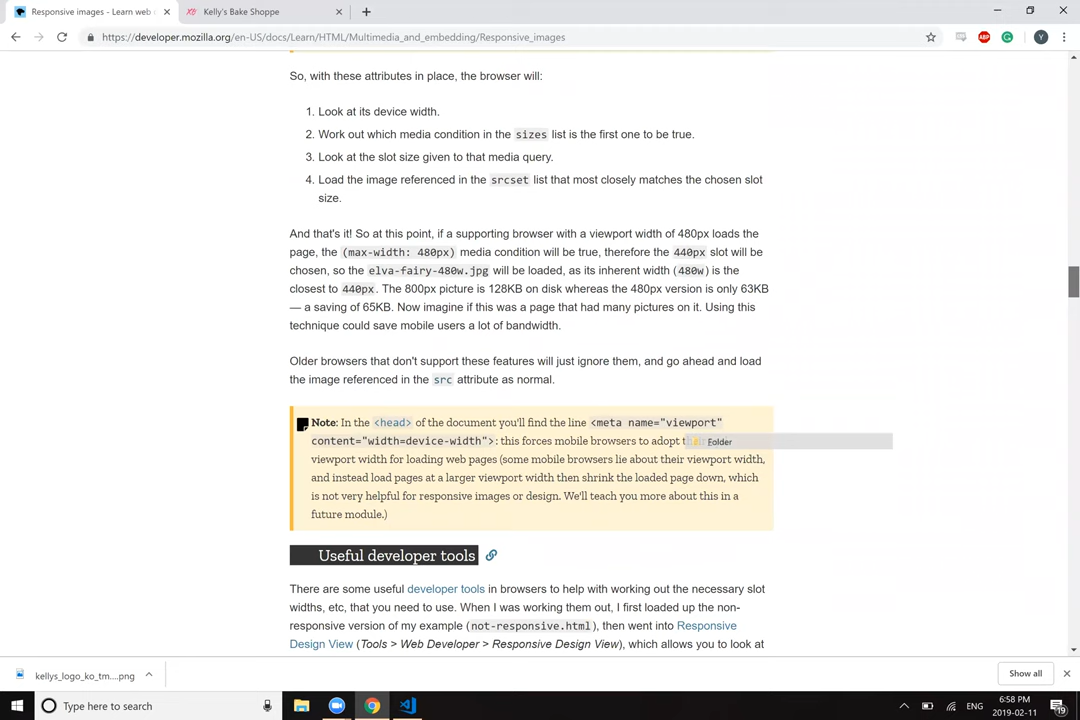 Responsive images - Learn web
Kelly's Bake Shoppe
https://developer.mozilla.org/en-US/docs/Learn/HTML/Multimedia_and_embedding/Responsive_images
ABP
Y
So, with these attributes in place, the browser will:
1. Look at its device width.
2. Work out which media condition in the sizes list is the first one to be true.
3. Look at the slot size given to that media query.
4. Load the image referenced in the srcset list that most closely matches the chosen slot
size.
And that's it! So at this point, if a supporting browser with a viewport width of 480px loads the
page, the (max-width: 480px) media condition will be true, therefore the 440px slot will be
chosen, so the elva-fairy-480w.jpg will be loaded, as its inherent width (480w) is the
closest to 440px. The 800px picture is 128KB on disk whereas the 480px version is only 63KB
— a saving of 65KB. Now imagine if this was a page that had many pictures on it. Using this
technique could save mobile users a lot of bandwidth.
Older browsers that don't support these features will just ignore them, and go ahead and load
the image referenced in the src attribute as normal.
Note: In the <head> of the document you'll find the line <meta name="viewport"
content="width=device-width">: this forces mobile browsers to adopt their Folder
viewport width for loading web pages (some mobile browsers lie about their viewport width,
and instead load pages at a larger viewport width then shrink the loaded page down, which
is not very helpful for responsive images or design. We'll teach you more about this in a
future module.)
Useful developer tools
There are some useful developer tools in browsers to help with working out the necessary slot
widths, etc, that you need to use. When I was working them out, I first loaded up the non-
responsive version of my example (not-responsive.html), then went into Responsive
Design View (Tools > Web Developer > Responsive Design View), which allows you to look at
kellys_logo_ko_tm....png
Show all
Type here to search
ENG
6:58 PM
2019-02-11
19